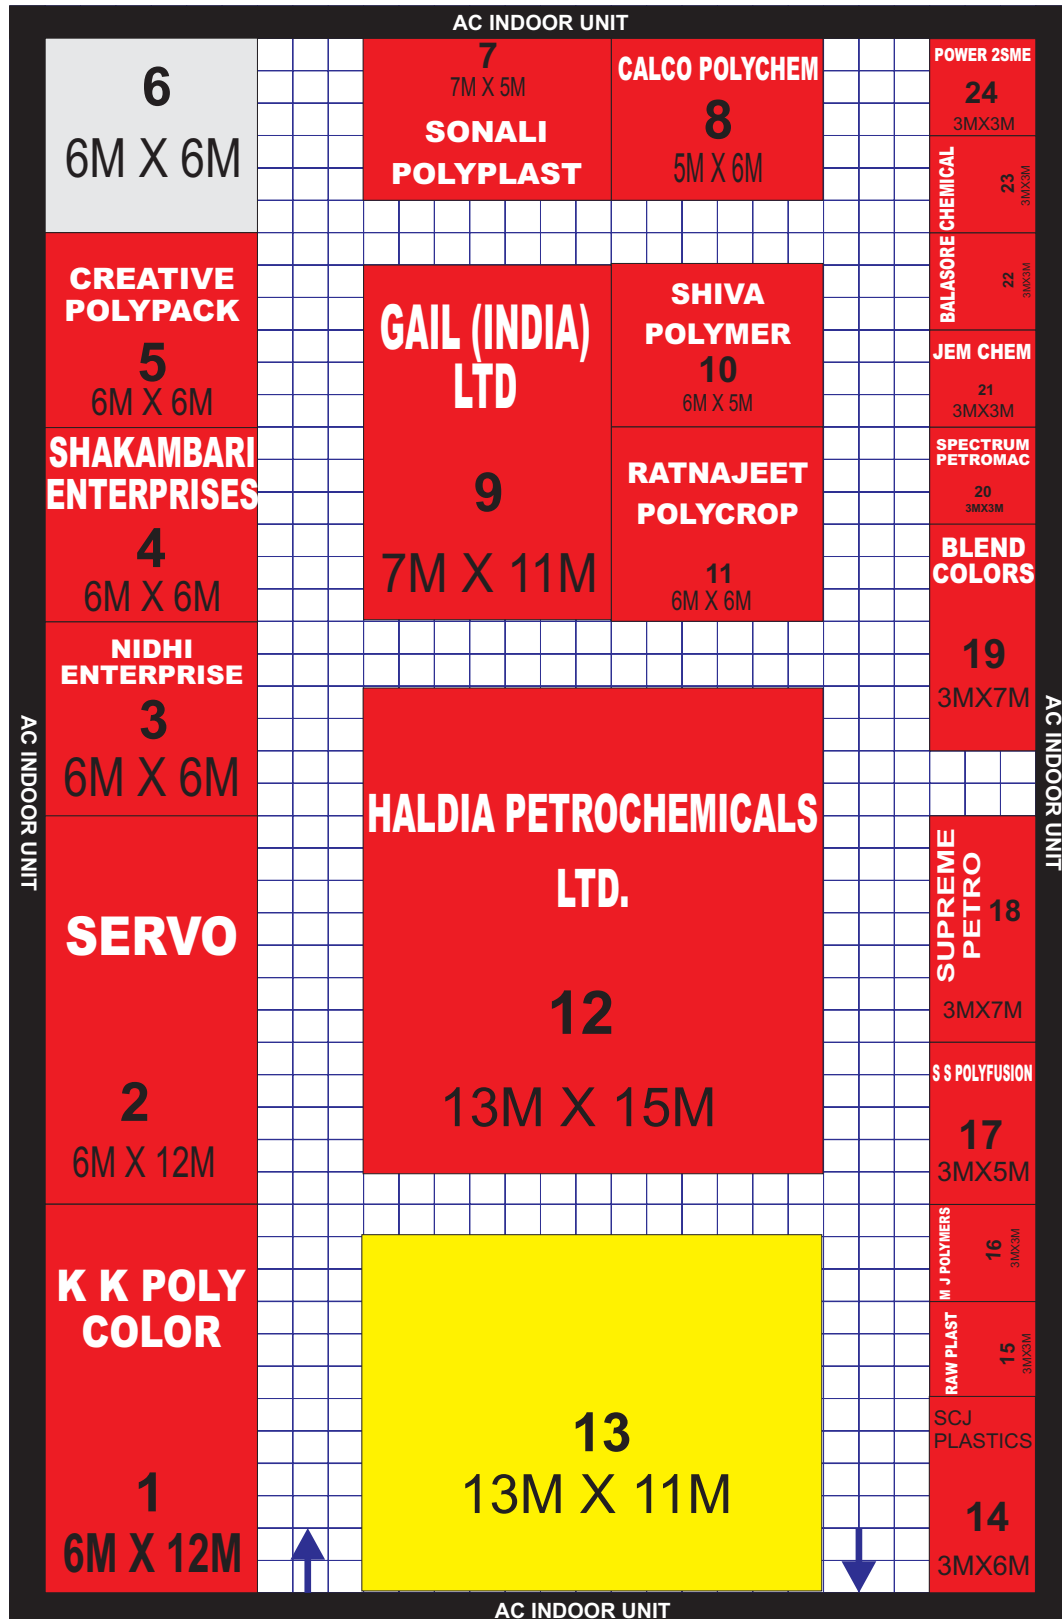 AC INDOOR UNIT
6
6M X 6M
CREATIVE
POLYPACK
5
6M X 6M
SHAKAMBARI
ENTERPRISES
4
6M X 6M
NIDHI
ENTERPRISE
3
6M X 6M
SERVO
2
6M X 12M
K K POLY
COLOR
1
6M X 12M
AC INDOOR UNIT
7
7M X 5M
SONALI
POLYPLAST
CALCO POLYCHEM
8
5M X 6M
GAIL (INDIA)
LTD
9
7M X 11M
SHIVA
POLYMER
10
6M X 5M
RATNAJEET
POLYCROP
11
6M X 6M
HALDIA PETROCHEMICALS
LTD.
12
13M X 15M
13
13M X 11M
POWER 2SME
24
3MX3M
BALASORE CHEMICAL
23
3MX3M
22
3MX3M
JEM CHEM
21
3MX3M
SPECTRUM
PETROMAC
20
3MX3M
BLEND
COLORS
19
3MX7M
SUPREME
PETRO
18
3MX7M
S S POLYFUSION
17
3MX5M
M J POLYMERS
16
3MX3M
RAW PLAST
15
3MX3M
SCJ
PLASTICS
14
3MX6M
AC INDOOR UNIT
AC INDOOR UNIT